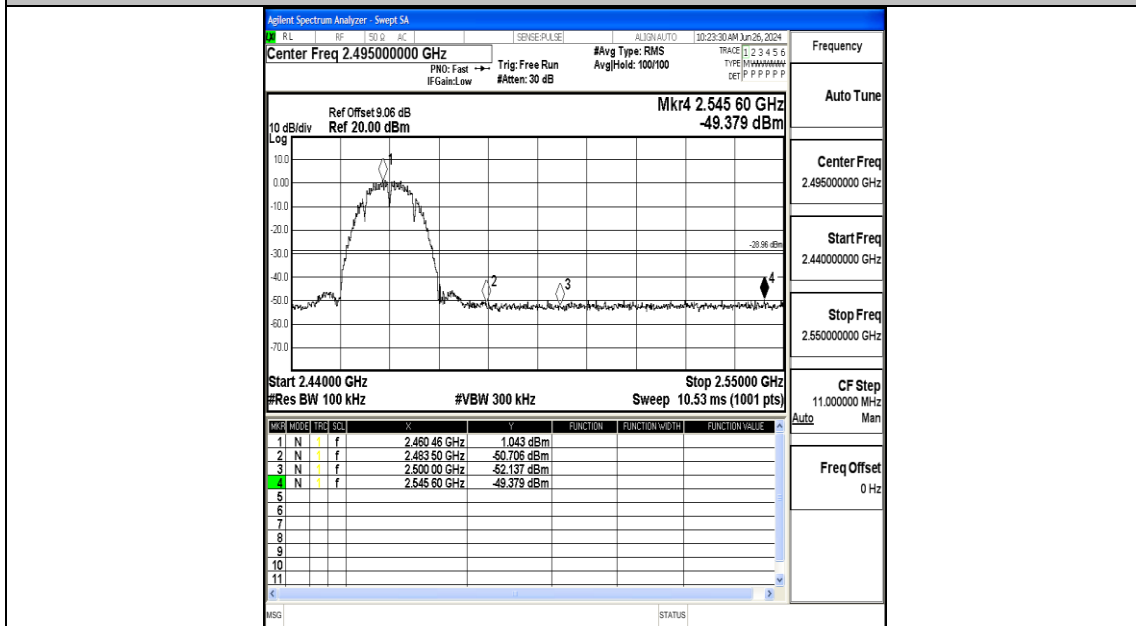 Agilent Spectrum Analyzer - Swept SA
RL RF 50 Ω AC SENSE:PULSE ALIGN AUTO 10:23:30 AM Jun 26, 2024
Center Freq 2.495000000 GHz
PNO: Fast
IFGain:Low
Trig: Free Run
#Atten: 30 dB
#Avg Type: RMS
Avg|Hold: 100/100
TRACE 1 2 3 4 5 6
TYPE M
DET P P P P P P
Ref Offset 9.06 dB
10 dB/div Ref 20.00 dBm
Log
Mkr4 2.545 60 GHz
-49.379 dBm
10.0
0.00
-10.0
-20.0
-30.0
-40.0
-50.0
-60.0
-70.0
1
2
3
4
-28.96 dBm
Start 2.44000 GHz Stop 2.55000 GHz
#Res BW 100 kHz #VBW 300 kHz Sweep 10.53 ms (1001 pts)
MKR MODE TRC SCL X Y FUNCTION FUNCTION WIDTH FUNCTION VALUE
1 N 1 f 2.460 46 GHz 1.043 dBm
2 N 1 f 2.483 50 GHz -50.706 dBm
3 N 1 f 2.500 00 GHz -52.137 dBm
4 N 1 f 2.545 60 GHz -49.379 dBm
5
6
7
8
9
10
11
MSG STATUS
Frequency
Auto Tune
Center Freq
2.495000000 GHz
Start Freq
2.440000000 GHz
Stop Freq
2.550000000 GHz
CF Step
11.000000 MHz
Auto Man
Freq Offset
0 Hz